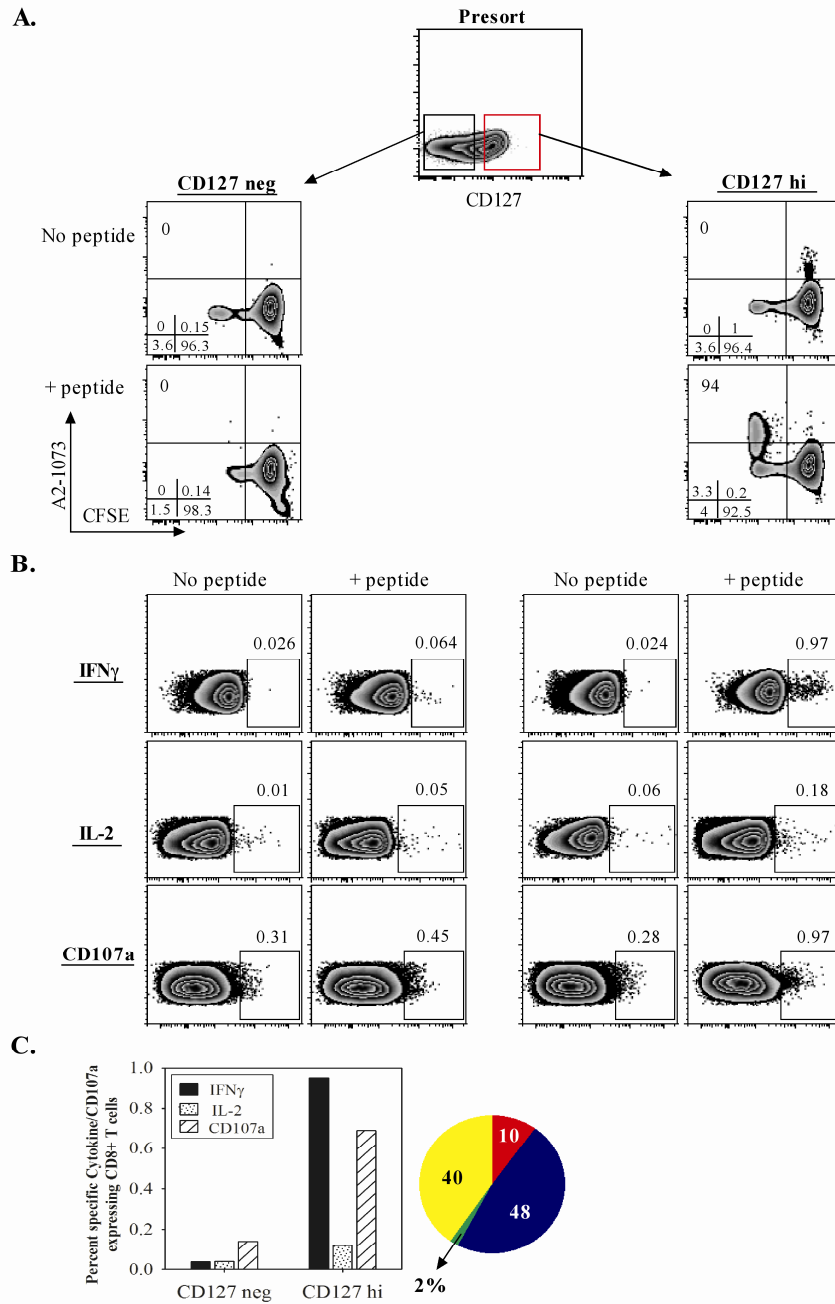 A.
Presort
CD127
CD127 neg
CD127 hi
No peptide
0
0 0.15
3.6 96.3
0
0 1
3.6 96.4
+ peptide
0
0 0.14
1.5 98.3
94
3.3 0.2
4 92.5
A2-1073
CFSE
B.
No peptide + peptide No peptide + peptide
IFNγ
0.026 0.064 0.024 0.97
IL-2
0.01 0.05 0.06 0.18
CD107a
0.31 0.45 0.28 0.97
C.
Percent specific Cytokine/CD107a
expressing CD8+ T cells
1.0
0.8
0.6
0.4
0.2
0.0
IFNγ
IL-2
CD107a
CD127 neg CD127 hi
10
40
48
2%